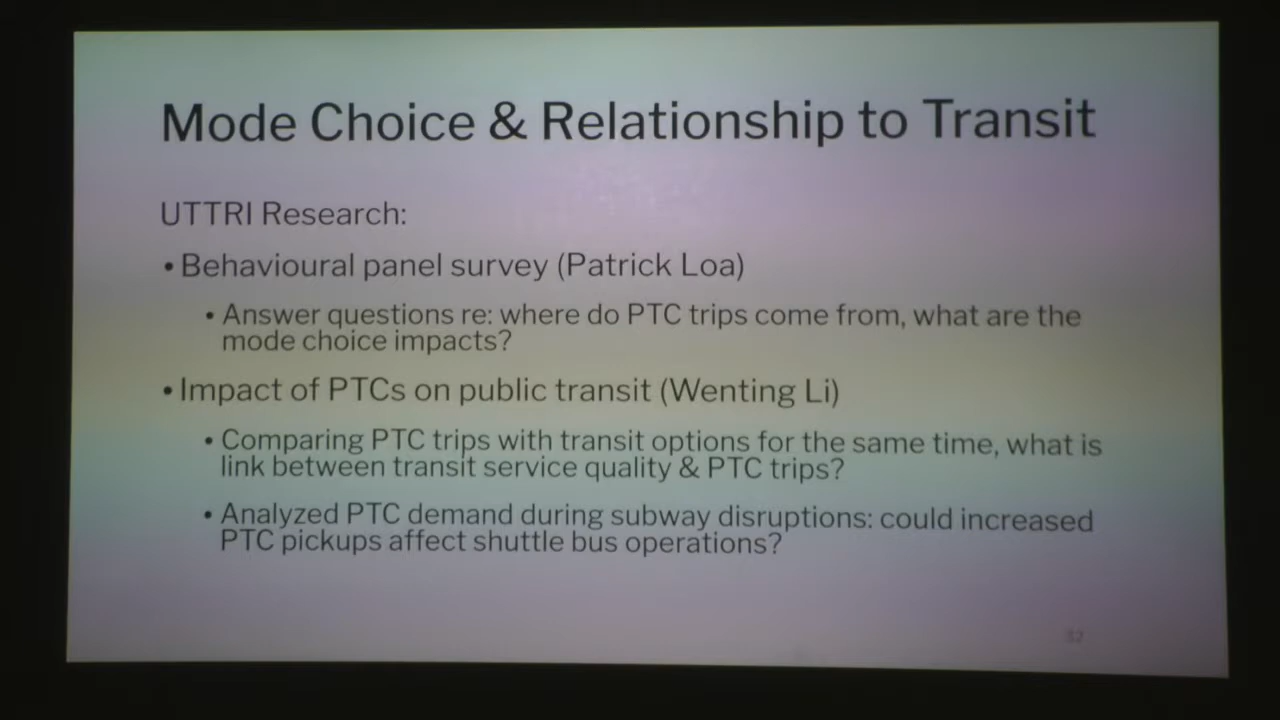 Mode Choice & Relationship to Transit
UTTRI Research:
• Behavioural panel survey (Patrick Loa)
• Answer questions re: where do PTC trips come from, what are the
mode choice impacts?
• Impact of PTCs on public transit (Wenting Li)
• Comparing PTC trips with transit options for the same time, what is
link between transit service quality & PTC trips?
• Analyzed PTC demand during subway disruptions: could increased
PTC pickups affect shuttle bus operations?
32